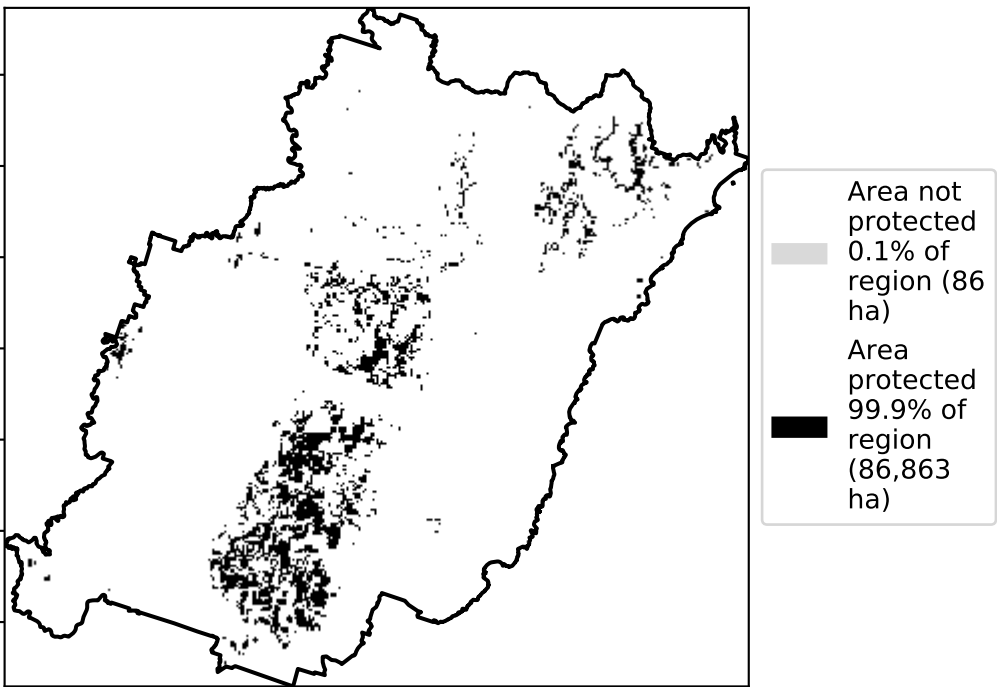 Area not
protected
0.1% of
region (86
ha)
Area
protected
99.9% of
region
(86,863
ha)